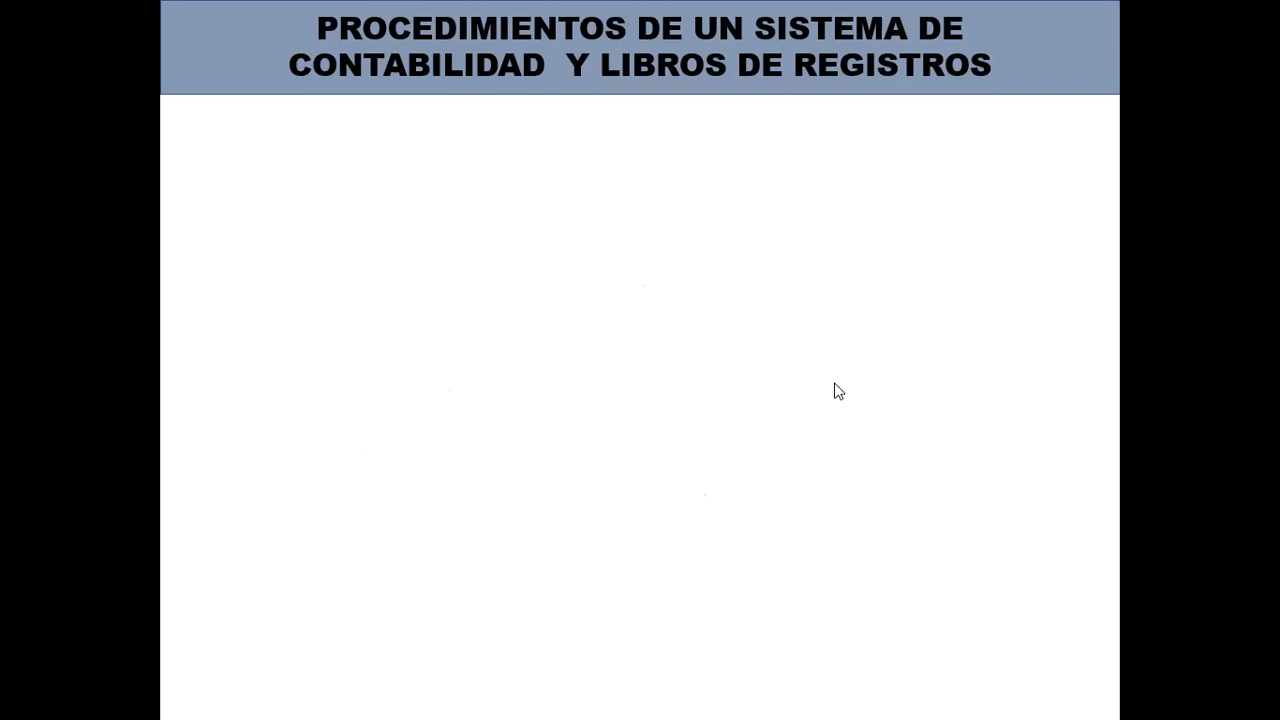 PROCEDIMIENTOS DE UN SISTEMA DE
CONTABILIDAD Y LIBROS DE REGISTROS